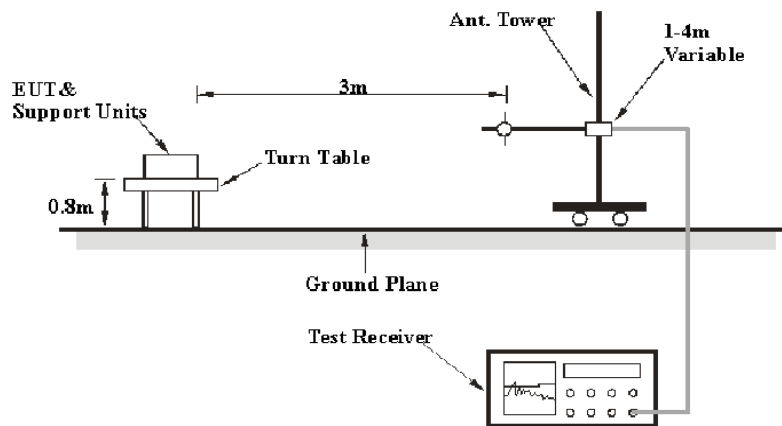 Ant. Tower
1-4m
Variable
EUT&
Support Units
3m
Turn Table
0.8m
Ground Plane
Test Receiver